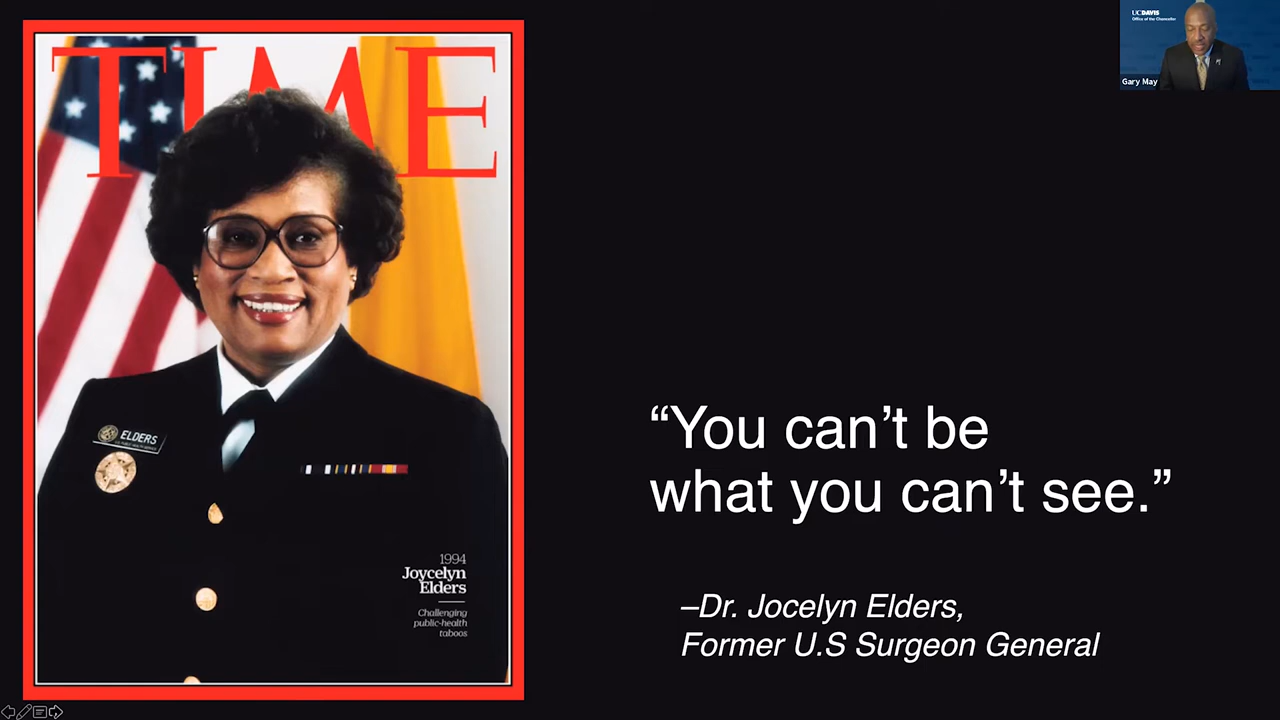 TIME
ELDERS
1994
Joycelyn
Elders
Challenging
public-health
taboos
UCDAVIS
Office of the Chancellor
Gary May
“You can’t be
what you can’t see.”
–Dr. Jocelyn Elders,
Former U.S Surgeon General